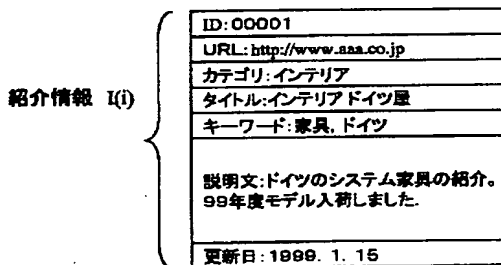 ID:00001
URL:http://www.aaa.co.jp
カテゴリ:インテリア
紹介情報 I(i)
タイトル:インテリアドイツ屋
キーワード:家具,ドイツ
説明文:ドイツのシステム家具の紹介。
99年度モデル入荷しました.
更新日:1999. 1. 15